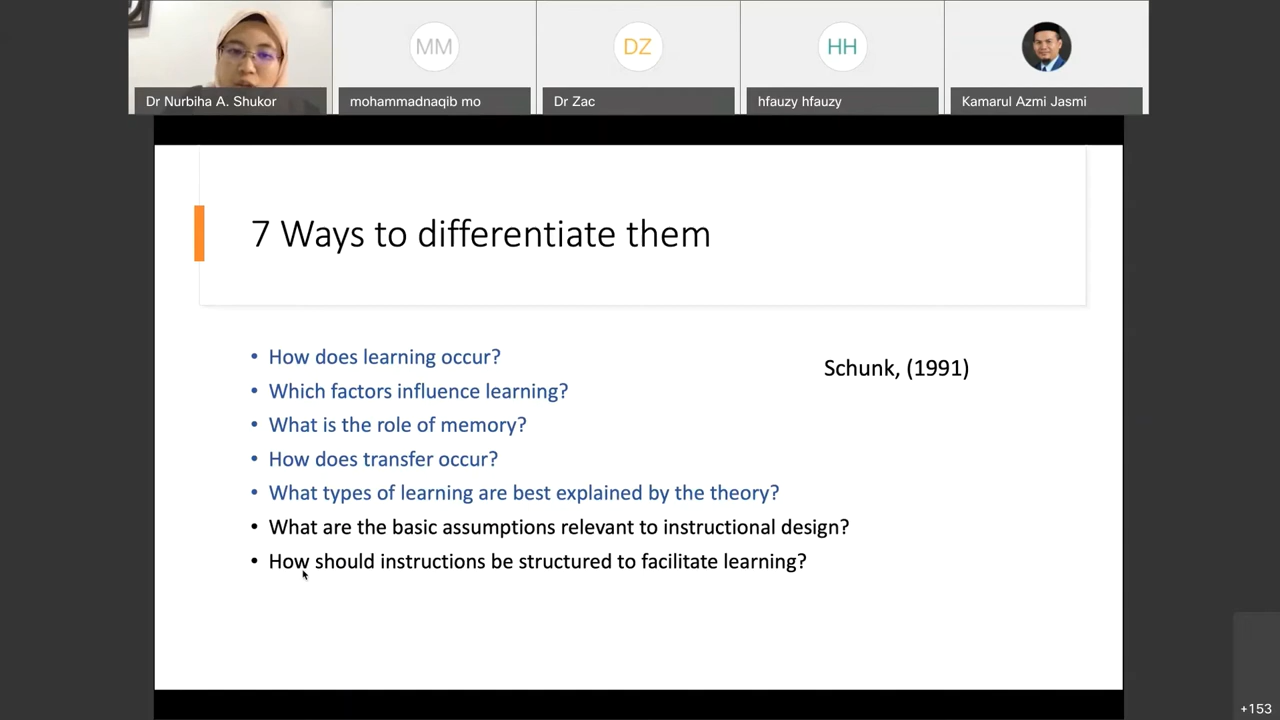 MM
DZ
HH
Dr Nurbiha A. Shukor
mohammadnaqib mo
Dr Zac
hfauzy hfauzy
Kamarul Azmi Jasmi
7 Ways to differentiate them
• How does learning occur?
Schunk, (1991)
• Which factors influence learning?
• What is the role of memory?
• How does transfer occur?
• What types of learning are best explained by the theory?
• What are the basic assumptions relevant to instructional design?
• How should instructions be structured to facilitate learning?
+153